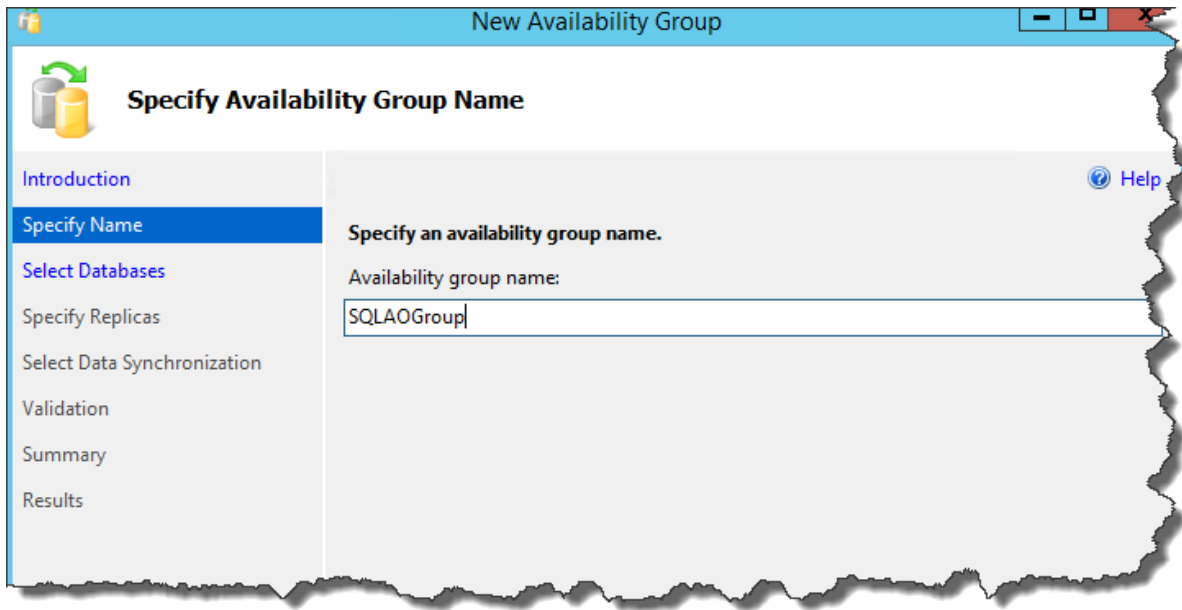 New Availability Group
Specify Availability Group Name
Introduction
Help
Specify Name
Specify an availability group name.
Select Databases
Availability group name:
Specify Replicas
SQLAOGroup
Select Data Synchronization
Validation
Summary
Results